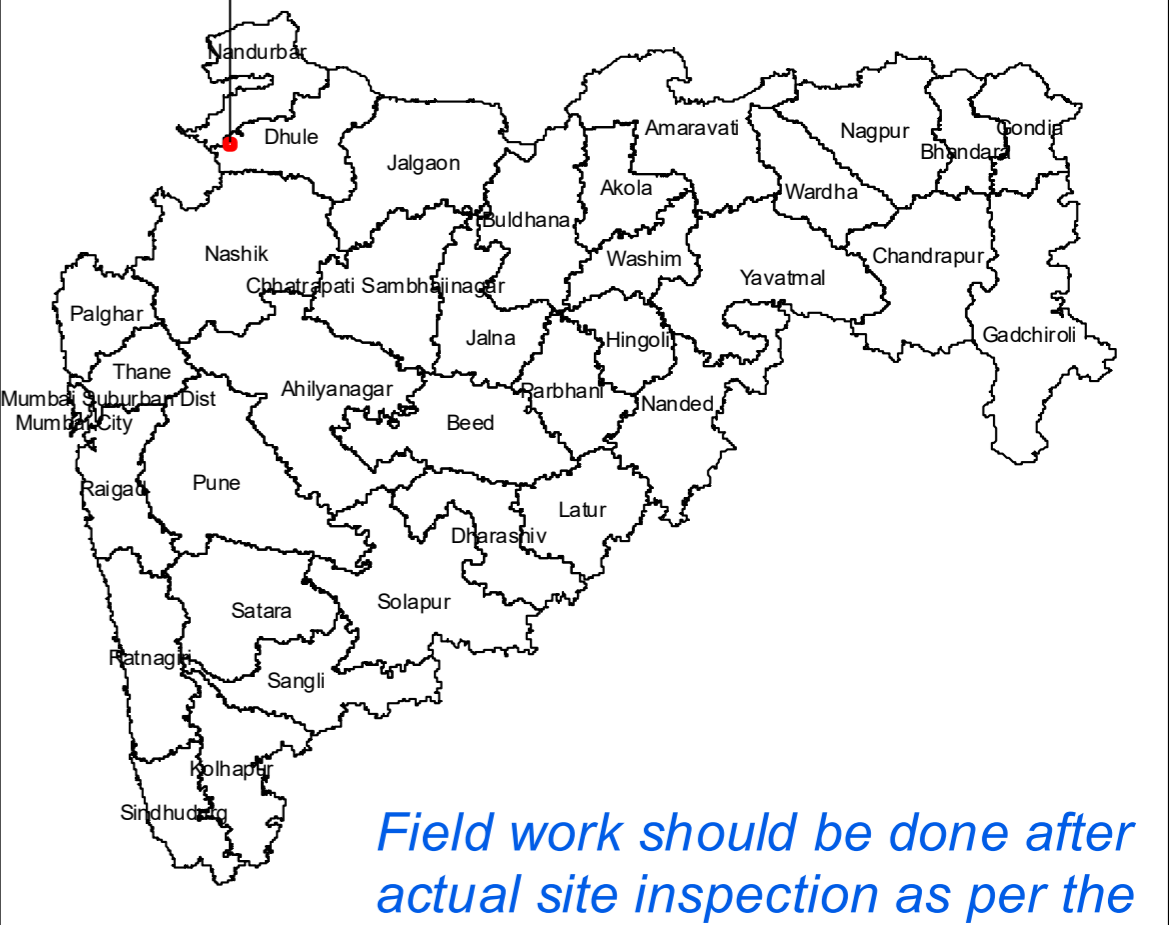 Nandurbar
Dhule
Jalgaon
Amaravati
Nagpur
Gondia
Bhandara
Akola
Wardha
Buldhana
Nashik
Washim
Chandrapur
Chhatrapati Sambhajinagar
Yavatmal
Palghar
Jalna
Hingoli
Gadchiroli
Thane
Ahilyanagar
Parbhani
Mumbai Suburban Dist
Nanded
Mumbai City
Beed
Raigad
Pune
Latur
Dharashiv
Satara
Solapur
Ratnagiri
Sangli
Kolhapur
Sindhudurg
Field work should be done after
actual site inspection as per the